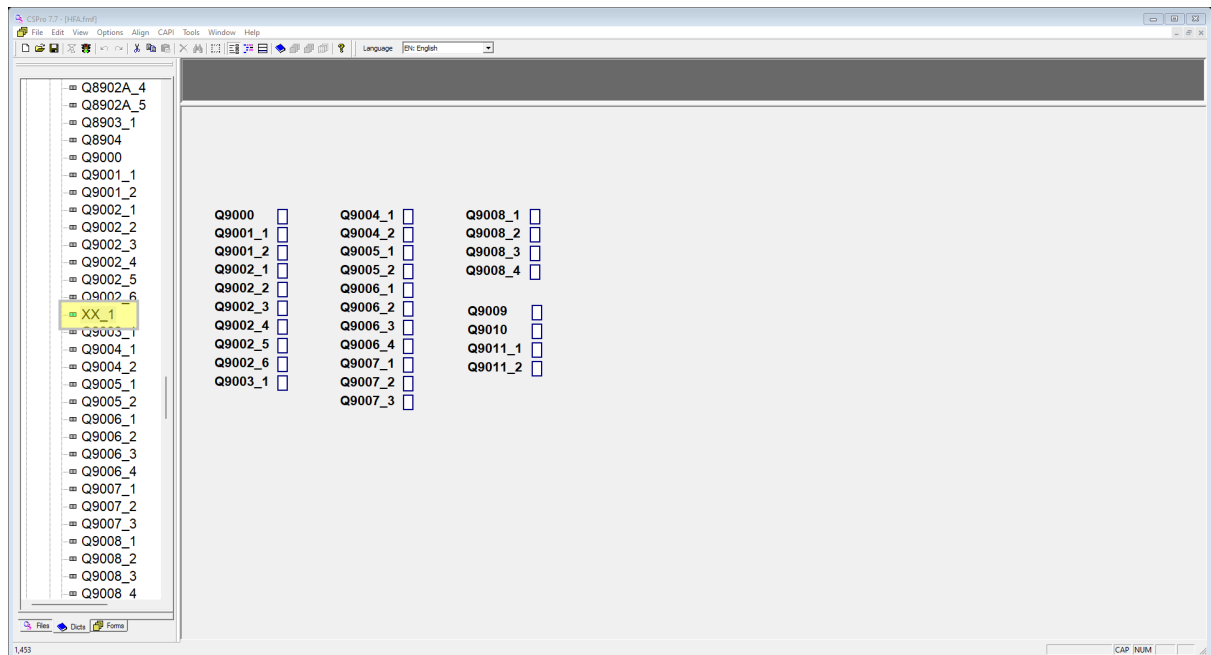 CSPro 7.7 - [HFA.fmf]
File Edit View Options Align CAPI Tools Window Help
Language EN: English
Q8902A_4
Q8902A_5
Q8903_1
Q8904
Q9000
Q9001_1
Q9001_2
Q9002_1
Q9002_2
Q9002_3
Q9002_4
Q9002_5
Q9002_6
XX_1
Q9003_1
Q9004_1
Q9004_2
Q9005_1
Q9005_2
Q9006_1
Q9006_2
Q9006_3
Q9006_4
Q9007_1
Q9007_2
Q9007_3
Q9008_1
Q9008_2
Q9008_3
Q9008_4
Files Dicts Forms
Q9000 Q9004_1 Q9008_1
Q9001_1 Q9004_2 Q9008_2
Q9001_2 Q9005_1 Q9008_3
Q9002_1 Q9005_2 Q9008_4
Q9002_2 Q9006_1
Q9002_3 Q9006_2 Q9009
Q9002_4 Q9006_3 Q9010
Q9002_5 Q9006_4 Q9011_1
Q9002_6 Q9007_1 Q9011_2
Q9003_1 Q9007_2
Q9007_3
1,453 CAP NUM